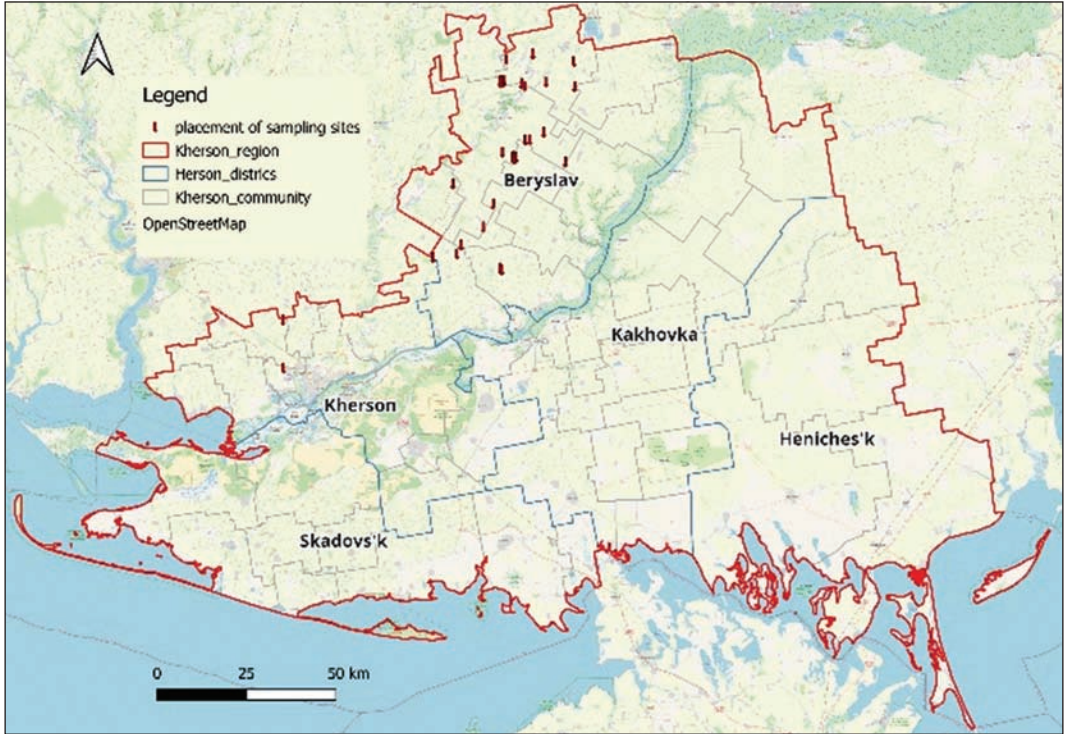 Legend
placement of sampling sites
Kherson_region
Herson_districs
Kherson_community
OpenStreetMap
Beryslav
Kakhovka
Kherson
Heniches'k
Skadovs'k
0 25 50 km